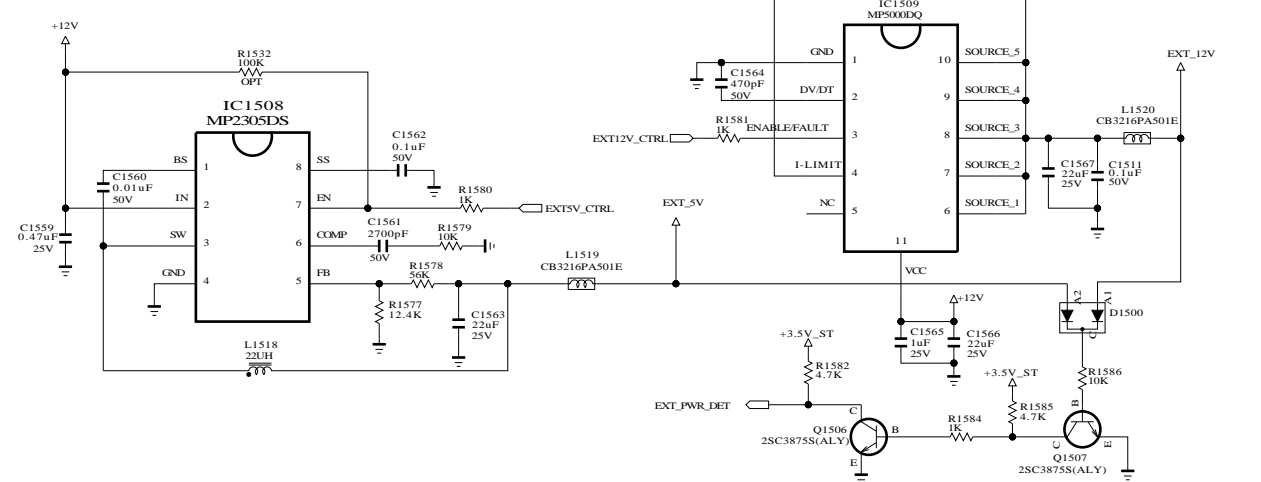 +12V
R1532
100K
OPT
IC1508
MP2305DS
BS
1
IN
2
SW
3
GND
4
SS
8
EN
7
COMP
6
FB
5
C1560
0.01uF
50V
C1559
0.47uF
25V
C1562
0.1uF
50V
R1580
1K
EXT5V_CTRL
C1561
2700pF
50V
R1579
10K
R1578
56K
R1577
12.4K
C1563
22uF
25V
L1518
22UH
L1519
CB3216PA501E
EXT_5V
IC1509
MP5000DQ
GND
1
DV/DT
2
ENABLE/FAULT
3
I-LIMIT
4
NC
5
SOURCE_5
10
SOURCE_4
9
SOURCE_3
8
SOURCE_2
7
SOURCE_1
6
11
VCC
C1564
470pF
50V
R1581
1K
EXT12V_CTRL
C1567
22uF
25V
C1511
0.1uF
50V
L1520
CB3216PA501E
EXT_12V
+12V
C1565
1uF
25V
C1566
22uF
25V
A2
A1
D1500
C
R1586
10K
+3.5V_ST
R1582
4.7K
EXT_PWR_DET
C
B
E
Q1506
2SC3875S(ALY)
R1584
1K
+3.5V_ST
R1585
4.7K
B
C
E
Q1507
2SC3875S(ALY)